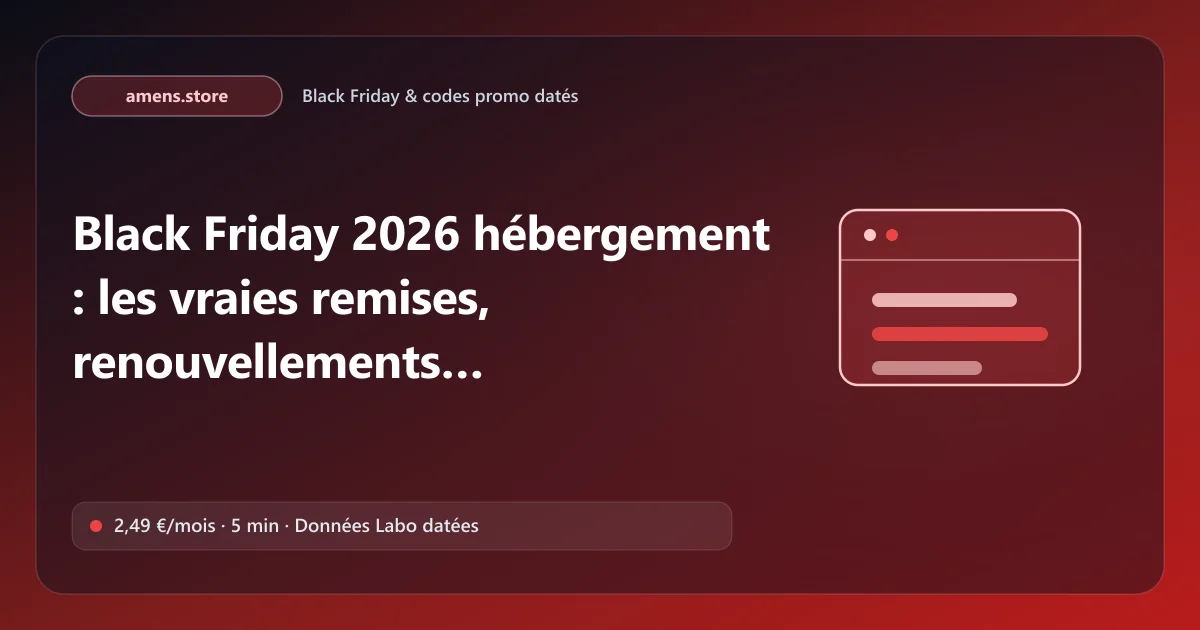 amens.store
Black Friday & codes promo datés
Black Friday 2026 hébergement
: les vraies remises,
renouvellements…
2,49 €/mois · 5 min · Données Labo datées